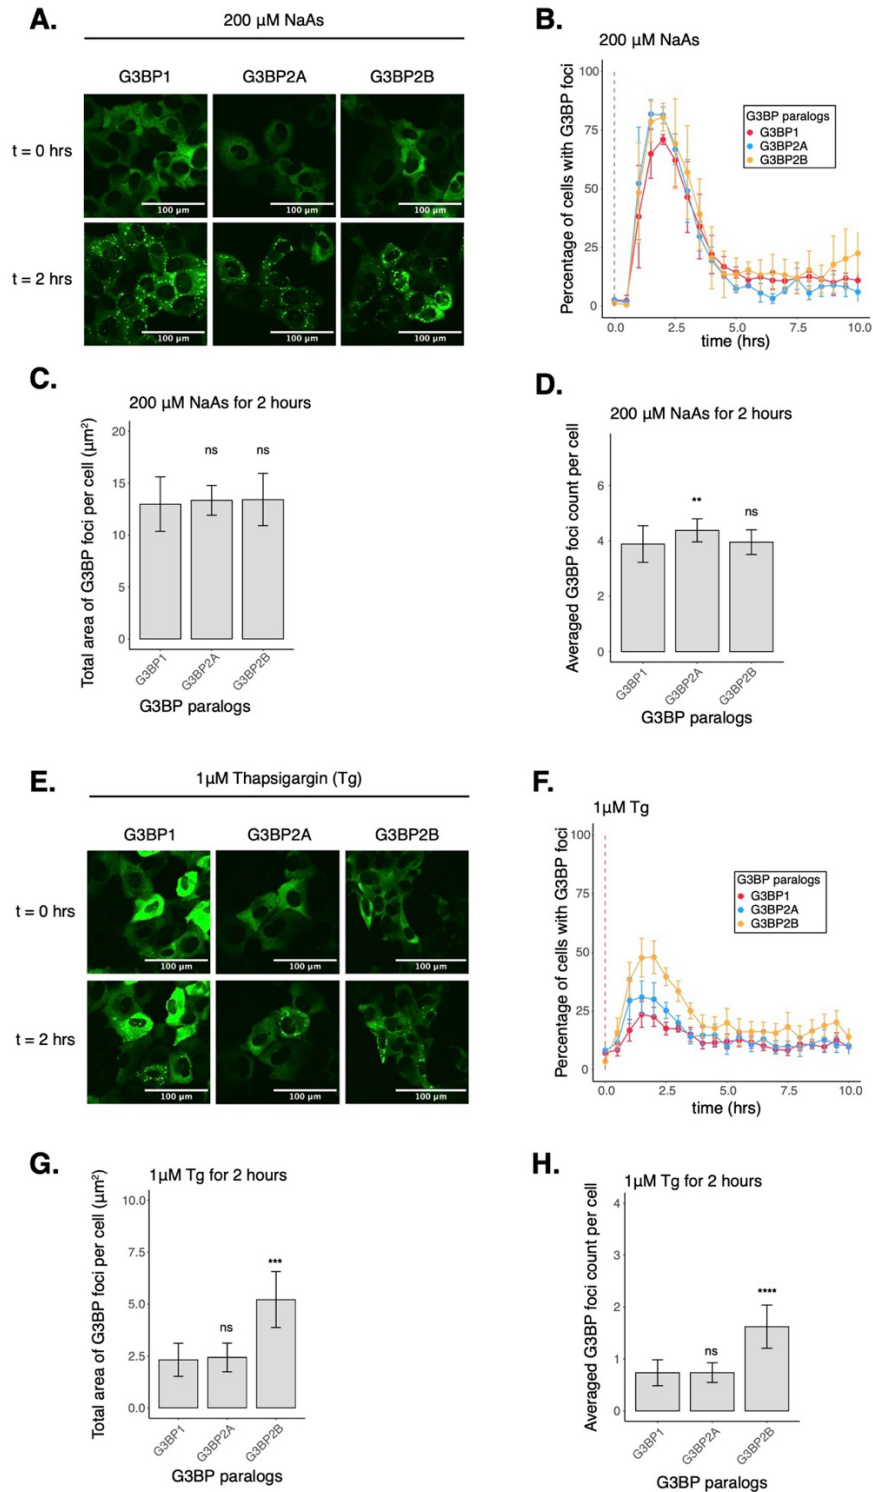 A.
200 µM NaAs
G3BP1 G3BP2A G3BP2B
t = 0 hrs
100 µm 100 µm 100 µm
t = 2 hrs
100 µm 100 µm 100 µm
B.
200 µM NaAs
Percentage of cells with G3BP foci
100
75
50
25
0
G3BP paralogs
G3BP1
G3BP2A
G3BP2B
0.0 2.5 5.0 7.5 10.0
time (hrs)
C.
200 µM NaAs for 2 hours
Total area of G3BP foci per cell (µm²)
20
15
10
5
0
ns ns
G3BP1 G3BP2A G3BP2B
G3BP paralogs
D.
200 µM NaAs for 2 hours
Averaged G3BP foci count per cell
6
4
2
0
** ns
G3BP1 G3BP2A G3BP2B
G3BP paralogs
E.
1µM Thapsigargin (Tg)
G3BP1 G3BP2A G3BP2B
t = 0 hrs
100 µm 100 µm 100 µm
t = 2 hrs
100 µm 100 µm 100 µm
F.
1µM Tg
Percentage of cells with G3BP foci
100
75
50
25
0
G3BP paralogs
G3BP1
G3BP2A
G3BP2B
0.0 2.5 5.0 7.5 10.0
time (hrs)
G.
1µM Tg for 2 hours
Total area of G3BP foci per cell (µm²)
10.0
7.5
5.0
2.5
0.0
ns ***
G3BP1 G3BP2A G3BP2B
G3BP paralogs
H.
1µM Tg for 2 hours
Averaged G3BP foci count per cell
4
3
2
1
0
ns ****
G3BP1 G3BP2A G3BP2B
G3BP paralogs